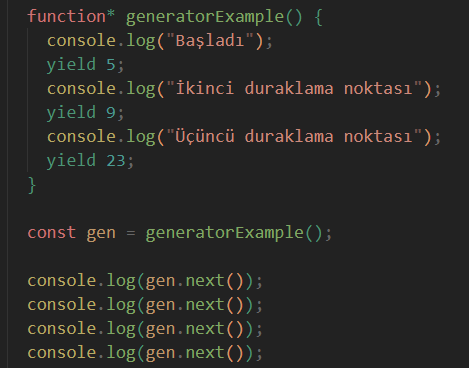 function* generatorExample() {
console.log("Başladı");
yield 5;
console.log("İkinci duraklama noktası");
yield 9;
console.log("Üçüncü duraklama noktası");
yield 23;
}
const gen = generatorExample();
console.log(gen.next());
console.log(gen.next());
console.log(gen.next());
console.log(gen.next());